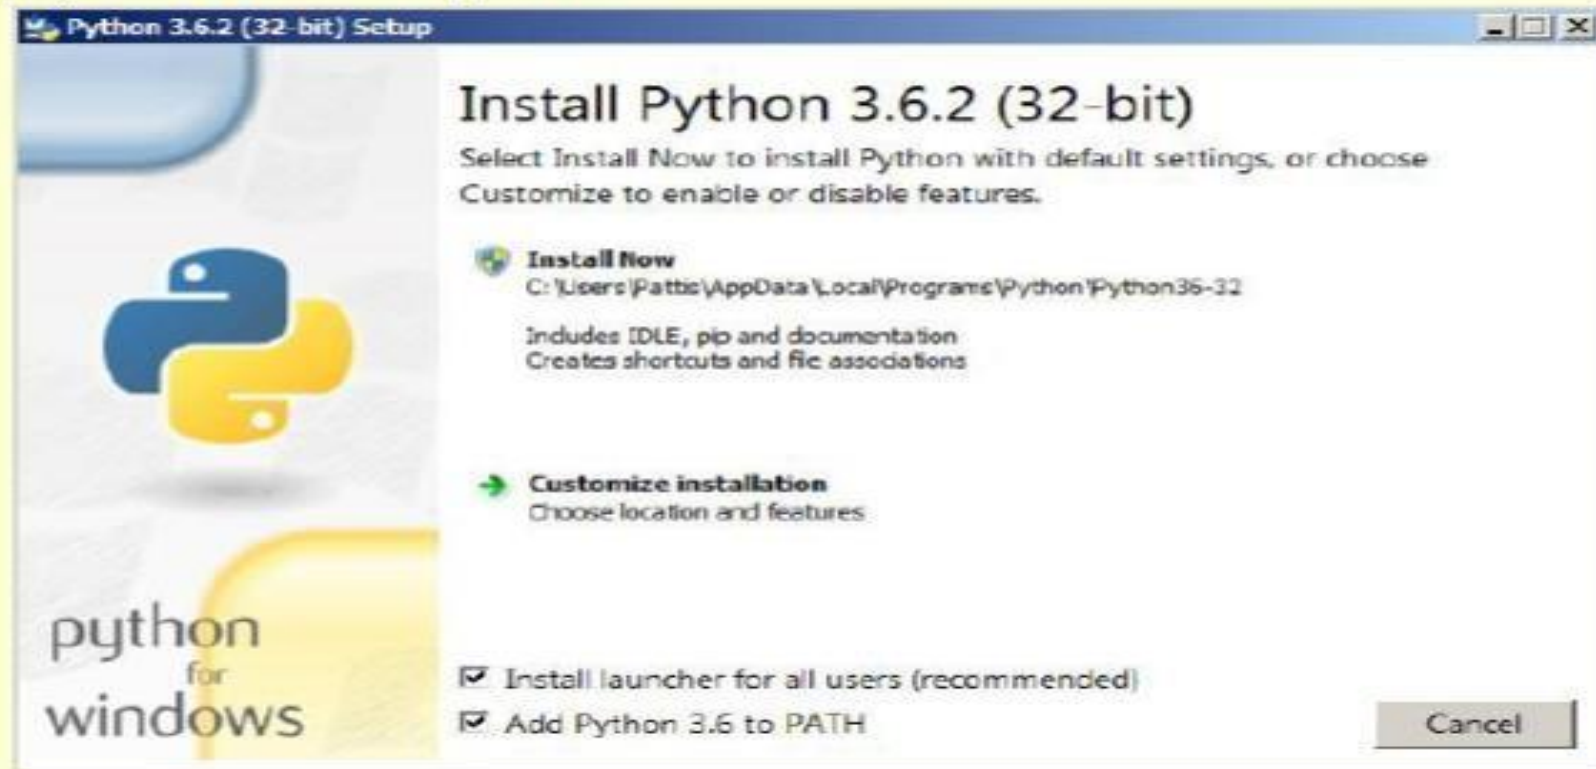 Python 3.6.2 (32-bit) Setup
Install Python 3.6.2 (32-bit)
Select Install Now to install Python with default settings, or choose
Customize to enable or disable features.
Install Now
C:\Users\Pattis\AppData\Local\Programs\Python\Python36-32
Includes IDLE, pip and documentation
Creates shortcuts and file associations
Customize installation
Choose location and features
python
for
windows
Install launcher for all users (recommended)
Add Python 3.6 to PATH
Cancel